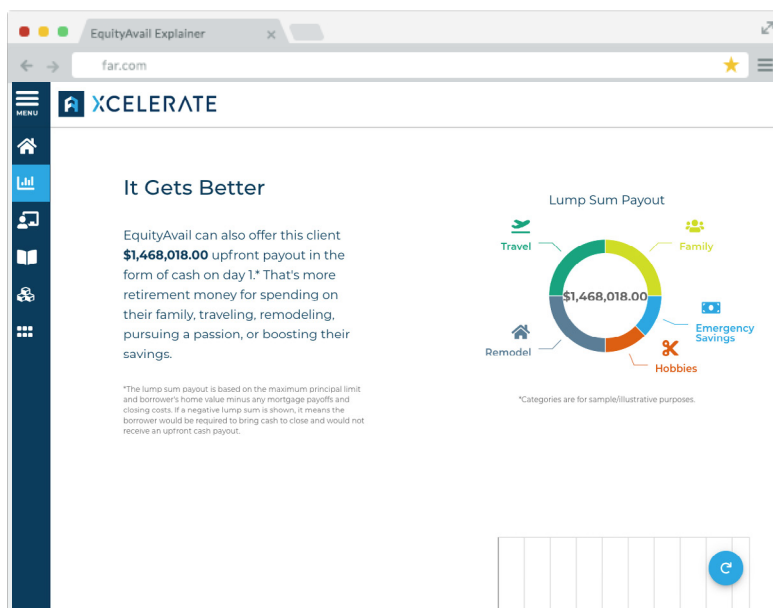 EquityAvail Explainer
far.com
MENU
XCELERATE
It Gets Better
EquityAvail can also offer this client
$1,468,018.00 upfront payout in the
form of cash on day 1.* That's more
retirement money for spending on
their family, traveling, remodeling,
pursuing a passion, or boosting their
savings.
*The lump sum payout is based on the maximum principal limit
and borrower's home value minus any mortgage payoffs and
closing costs. If a negative lump sum is shown, it means the
borrower would be required to bring cash to close and would not
receive an upfront cash payout.
Lump Sum Payout
Travel
Family
$1,468,018.00
Emergency
Savings
Remodel
Hobbies
*Categories are for sample/illustrative purposes.